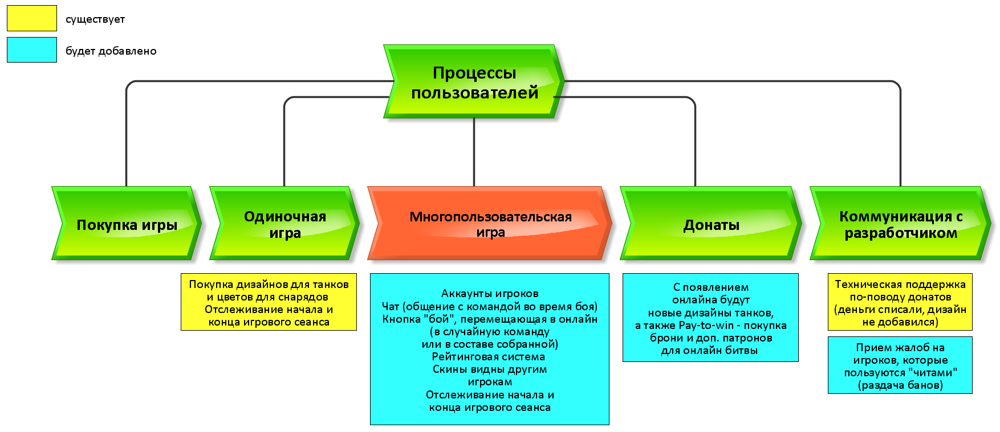 существует
будет добавлено
Процессы
пользователей
Покупка игры
Одиночная
игра
Многопользовательская
игра
Донаты
Коммуникация с
разработчиком
Покупка дизайнов для танков
и цветов для снарядов
Отслеживание начала и
конца игрового сеанса
Аккаунты игроков
Чат (общение с командой во время боя)
Кнопка "бой", перемещающая в онлайн
(в случайную команду
или в составе собранной)
Рейтинговая система
Скины видны другим
игрокам
Отслеживание начала и
конца игрового сеанса
С появлением
онлайна будут
новые дизайны танков,
а также Pay-to-win - покупка
брони и доп. патронов
для онлайн битвы
Техническая поддержка
по-поводу донатов
(деньги списали, дизайн
не добавился)
Прием жалоб на
игроков, которые
пользуются "читами"
(раздача банов)